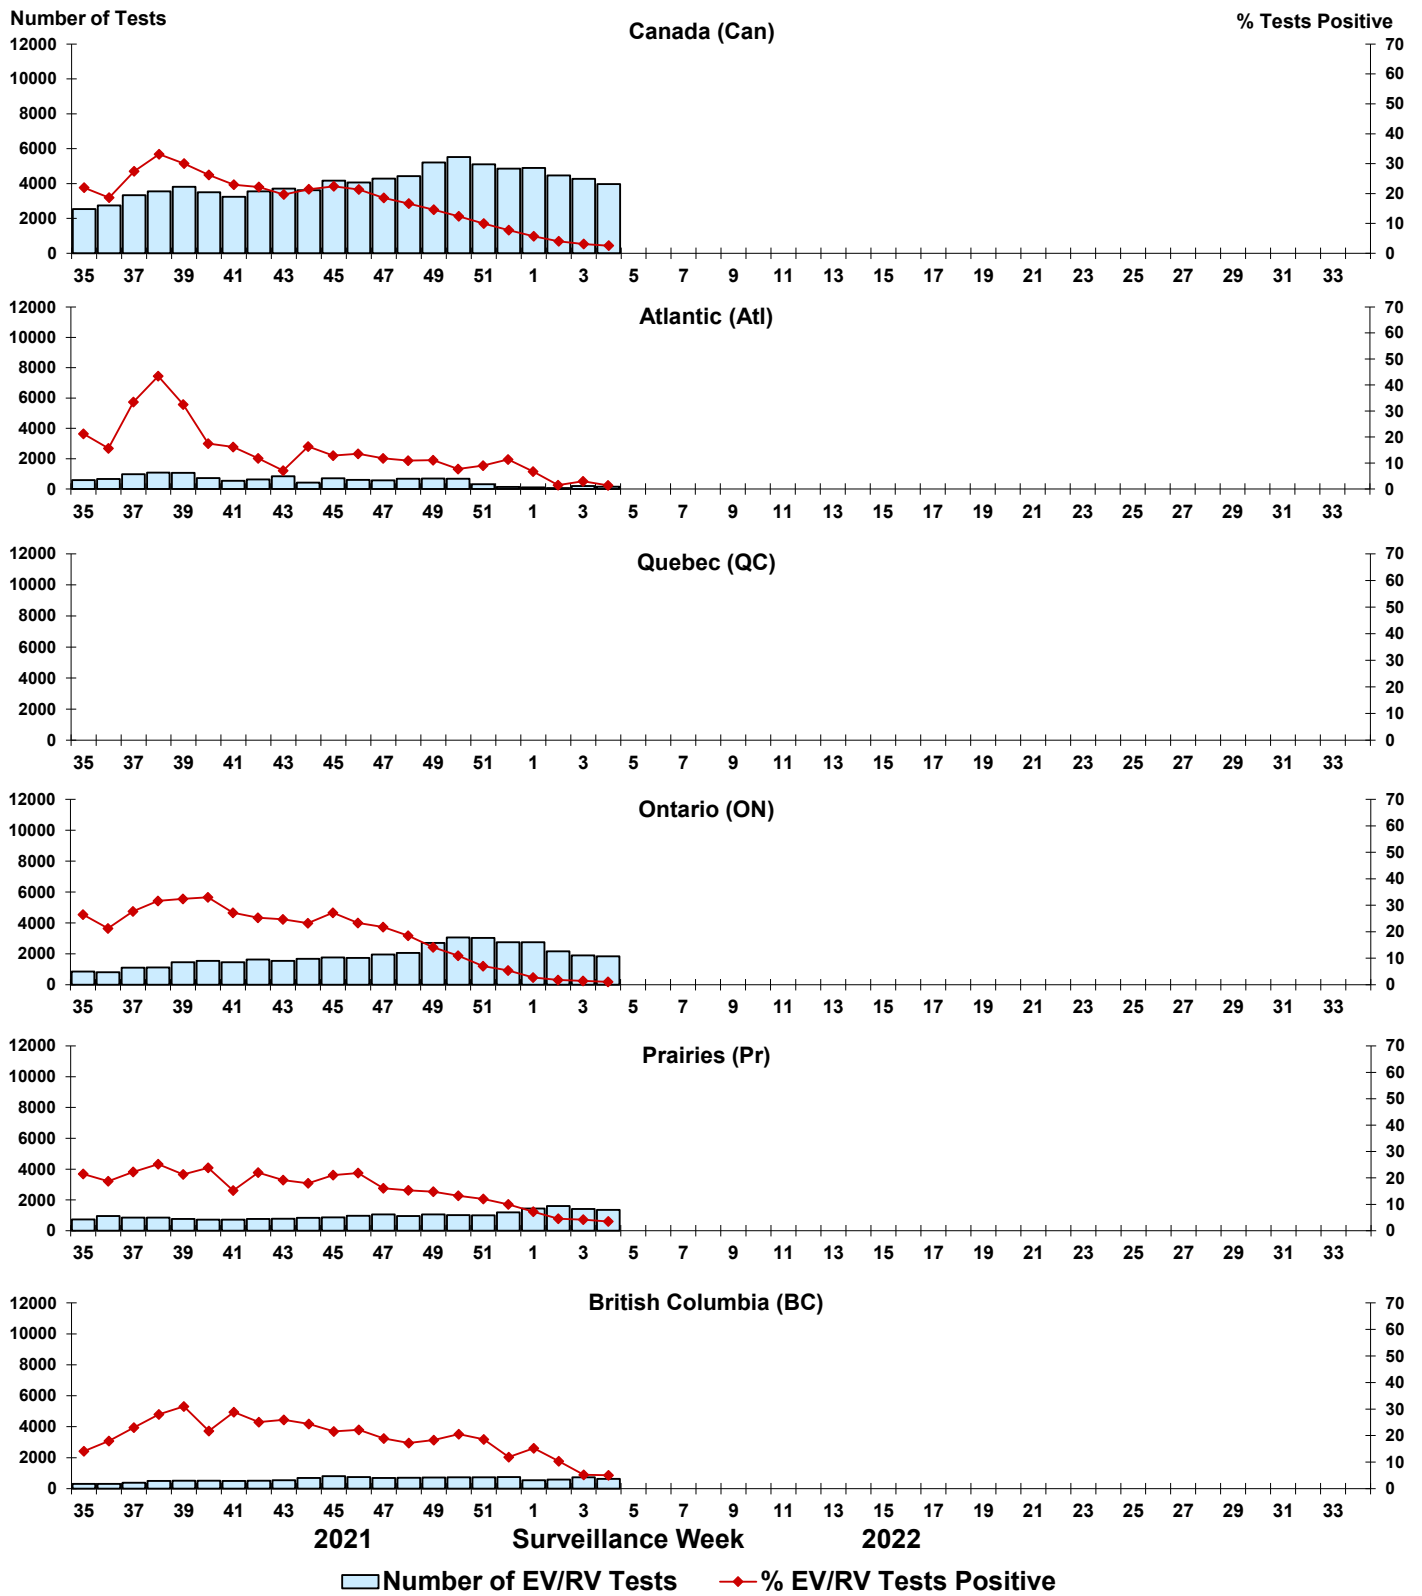 Number of Tests
Canada (Can)
% Tests Positive
12000 10000 8000 6000 4000 2000 0
70 60 50 40 30 20 10 0
35 37 39 41 43 45 47 49 51 1 3 5 7 9 11 13 15 17 19 21 23 25 27 29 31 33
Atlantic (Atl)
12000 10000 8000 6000 4000 2000 0
70 60 50 40 30 20 10 0
35 37 39 41 43 45 47 49 51 1 3 5 7 9 11 13 15 17 19 21 23 25 27 29 31 33
Quebec (QC)
12000 10000 8000 6000 4000 2000 0
70 60 50 40 30 20 10 0
35 37 39 41 43 45 47 49 51 1 3 5 7 9 11 13 15 17 19 21 23 25 27 29 31 33
Ontario (ON)
12000 10000 8000 6000 4000 2000 0
70 60 50 40 30 20 10 0
35 37 39 41 43 45 47 49 51 1 3 5 7 9 11 13 15 17 19 21 23 25 27 29 31 33
Prairies (Pr)
12000 10000 8000 6000 4000 2000 0
70 60 50 40 30 20 10 0
35 37 39 41 43 45 47 49 51 1 3 5 7 9 11 13 15 17 19 21 23 25 27 29 31 33
British Columbia (BC)
12000 10000 8000 6000 4000 2000 0
70 60 50 40 30 20 10 0
35 37 39 41 43 45 47 49 51 1 3 5 7 9 11 13 15 17 19 21 23 25 27 29 31 33
2021 Surveillance Week 2022
Number of EV/RV Tests % EV/RV Tests Positive